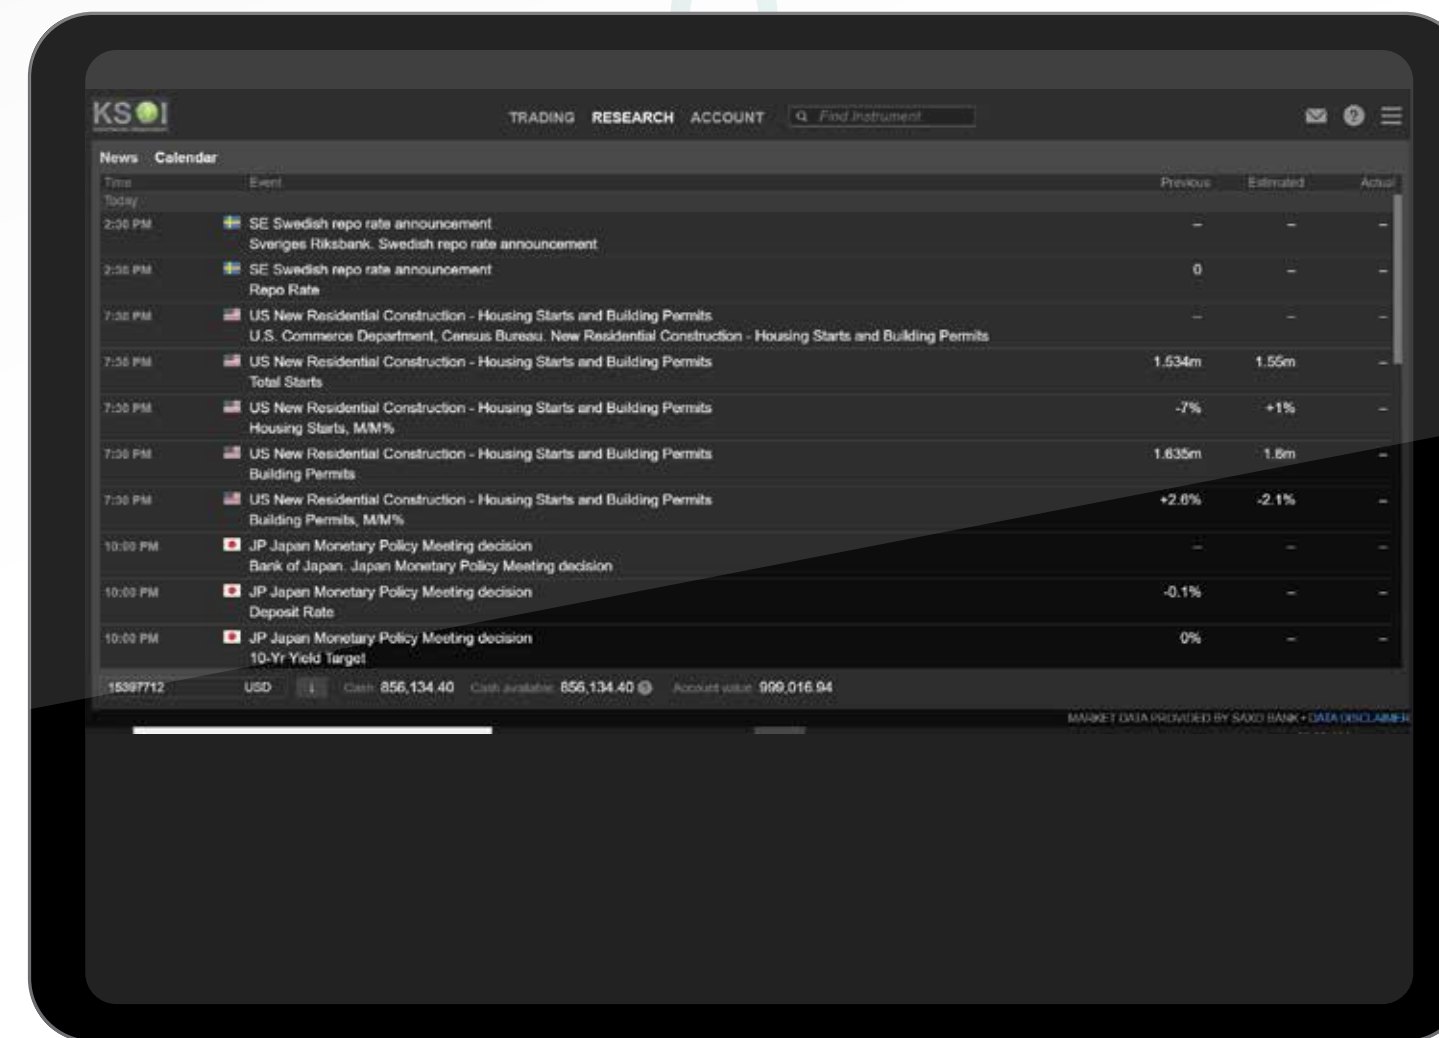 KSOI
TRADING RESEARCH ACCOUNT Find Instrument
News Calendar
Time Event Previous Estimated Actual
Today
2:30 PM SE Swedish repo rate announcement – – –
Sveriges Riksbank. Swedish repo rate announcement
2:30 PM SE Swedish repo rate announcement 0 – –
Repo Rate
7:30 PM US New Residential Construction - Housing Starts and Building Permits – – –
U.S. Commerce Department, Census Bureau. New Residential Construction - Housing Starts and Building Permits
7:30 PM US New Residential Construction - Housing Starts and Building Permits 1.534m 1.55m –
Total Starts
7:30 PM US New Residential Construction - Housing Starts and Building Permits -7% +1% –
Housing Starts, M/M%
7:30 PM US New Residential Construction - Housing Starts and Building Permits 1.635m 1.6m –
Building Permits
7:30 PM US New Residential Construction - Housing Starts and Building Permits +2.6% -2.1% –
Building Permits, M/M%
10:00 PM JP Japan Monetary Policy Meeting decision – – –
Bank of Japan. Japan Monetary Policy Meeting decision
10:00 PM JP Japan Monetary Policy Meeting decision -0.1% – –
Deposit Rate
10:00 PM JP Japan Monetary Policy Meeting decision 0% – –
10-Yr Yield Target
15397712 USD Cash: 856,134.40 Cash available: 856,134.40 ? Account value: 999,016.94
MARKET DATA PROVIDED BY SAXO BANK • DATA DISCLAIMER